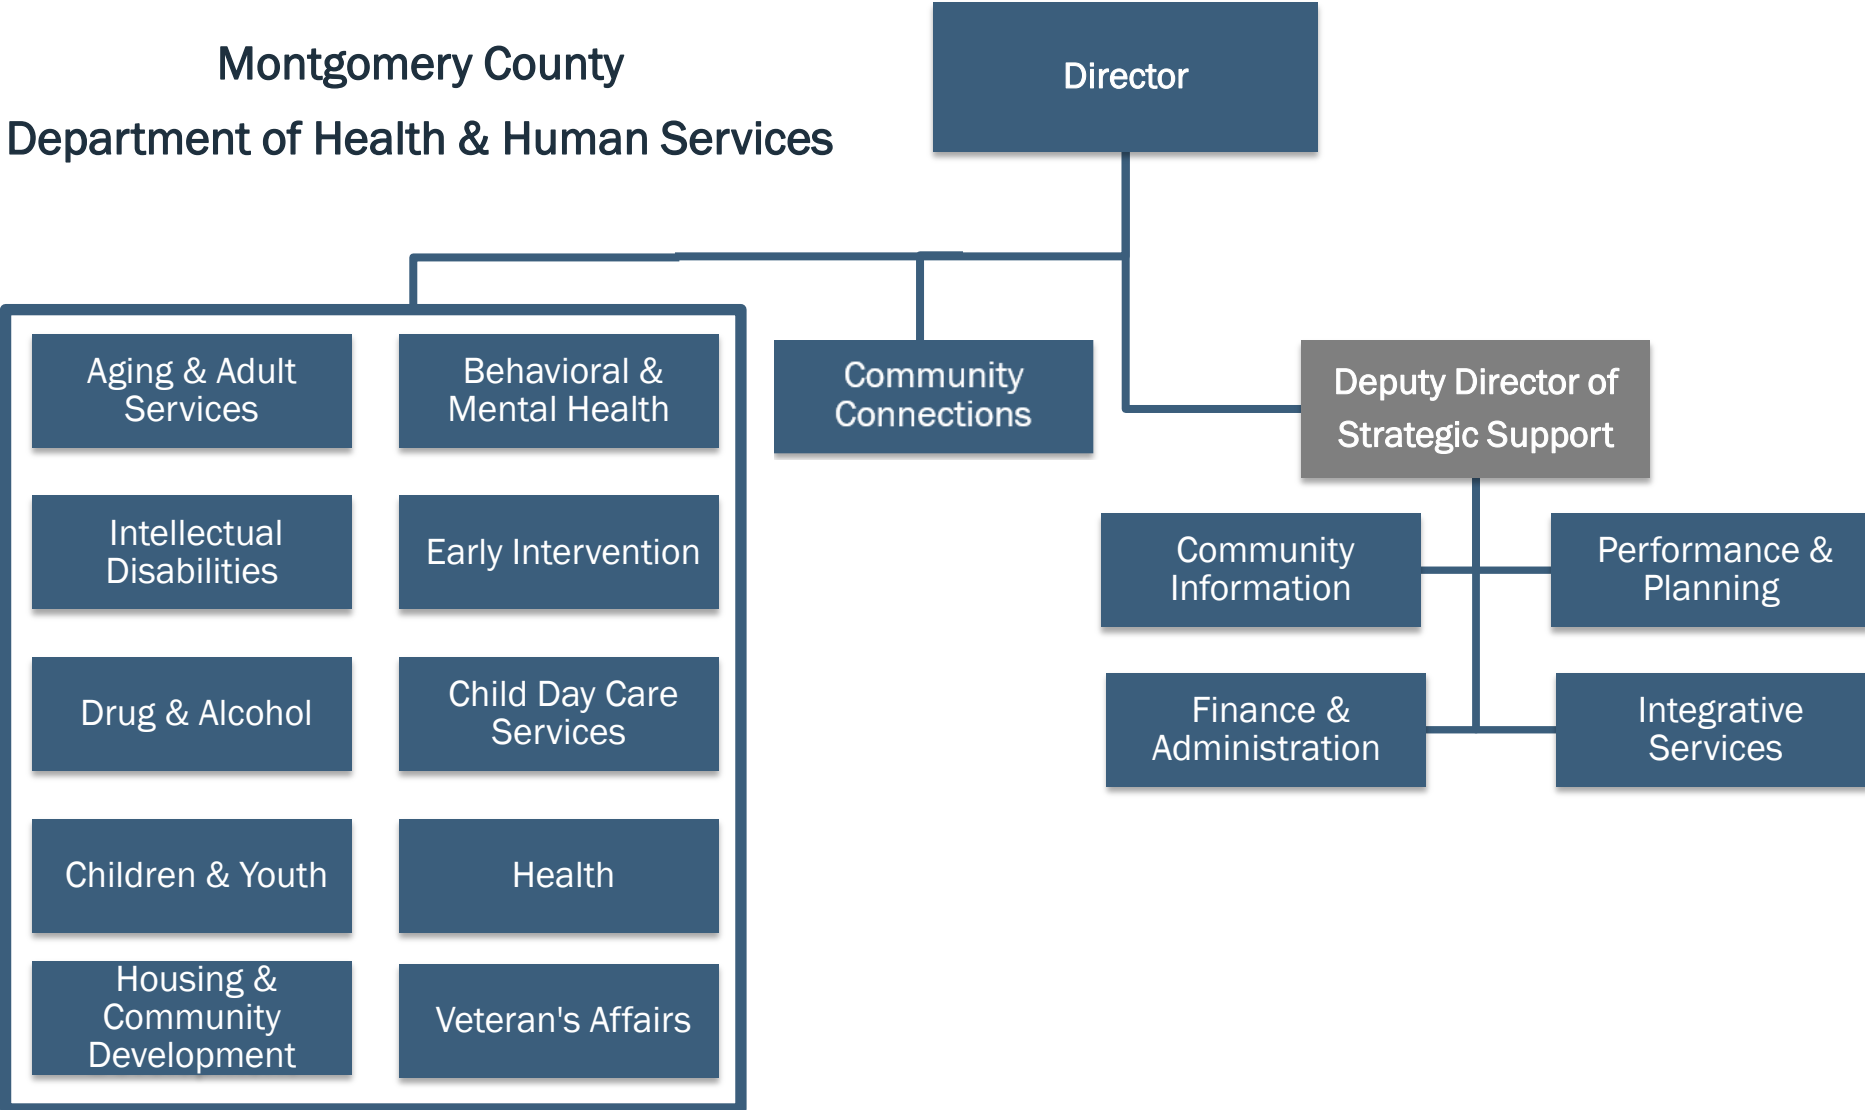 Montgomery County
Department of Health & Human Services
Director
Aging & Adult
Services
Behavioral &
Mental Health
Community
Connections
Deputy Director of
Strategic Support
Intellectual
Disabilities
Early Intervention
Community
Information
Performance &
Planning
Drug & Alcohol
Child Day Care
Services
Finance &
Administration
Integrative
Services
Children & Youth
Health
Housing &
Community
Development
Veteran's Affairs